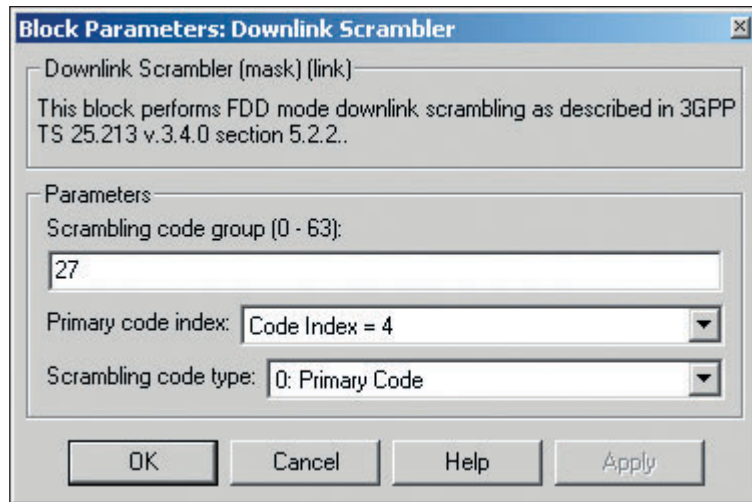 Block Parameters: Downlink Scrambler
Downlink Scrambler (mask) (link)
This block performs FDD mode downlink scrambling as described in 3GPP
TS 25.213 v.3.4.0 section 5.2.2..
Parameters
Scrambling code group (0 - 63):
27
Primary code index: Code Index = 4
Scrambling code type: 0: Primary Code
OK Cancel Help Apply